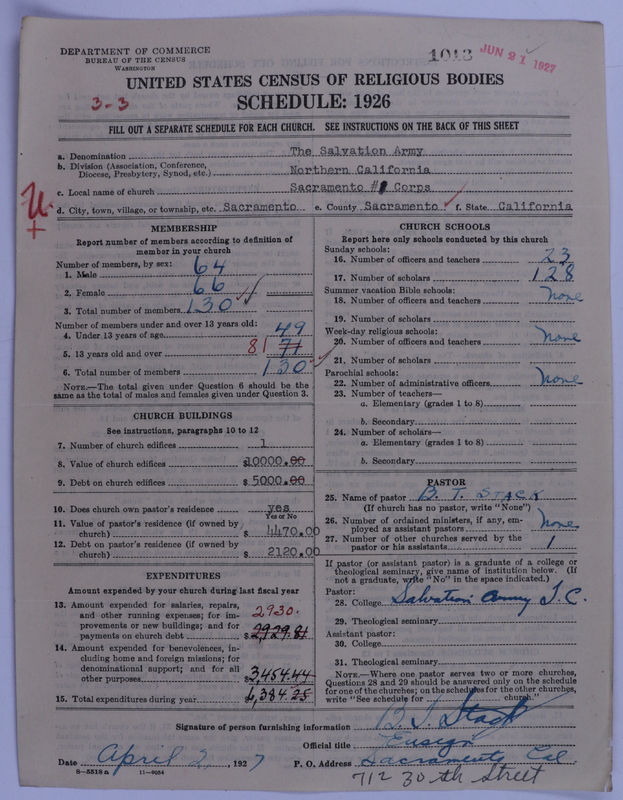 DEPARTMENT OF COMMERCE
BUREAU OF THE CENSUS
WASHINGTON
1013
JUN 21 1927
UNITED STATES CENSUS OF RELIGIOUS BODIES
3-3
SCHEDULE: 1926
FILL OUT A SEPARATE SCHEDULE FOR EACH CHURCH. SEE INSTRUCTIONS ON THE BACK OF THIS SHEET
a. Denomination The Salvation Army
b. Division (Association, Conference, Diocese, Presbytery, Synod, etc.) Northern California
c. Local name of church Sacramento #1 Corps
d. City, town, village, or township, etc. Sacramento e. County Sacramento f. State California
MEMBERSHIP
Report number of members according to definition of
member in your church
Number of members, by sex:
1. Male 64
2. Female 66
3. Total number of members 130
Number of members under and over 13 years old:
4. Under 13 years of age 49
5. 13 years old and over 81 71
6. Total number of members 130
NOTE.—The total given under Question 6 should be the
same as the total of males and females given under Question 3.
CHURCH BUILDINGS
See instructions, paragraphs 10 to 12
7. Number of church edifices 1
8. Value of church edifices $10000.00
9. Debt on church edifices $5000.00
10. Does church own pastor's residence yes
Yes or No
11. Value of pastor's residence (if owned by
church) $ 4470.00
12. Debt on pastor's residence (if owned by
church) $ 2120.00
EXPENDITURES
Amount expended by your church during last fiscal year
13. Amount expended for salaries, repairs,
and other running expenses; for im-
provements or new buildings; and for
payments on church debt 2930. $2,929.81
14. Amount expended for benevolences, in-
cluding home and foreign missions; for
denominational support; and for all
other purposes $3,454.44
15. Total expenditures during year 6,384.25
CHURCH SCHOOLS
Report here only schools conducted by this church
Sunday schools:
16. Number of officers and teachers 23
17. Number of scholars 128
Summer vacation Bible schools:
18. Number of officers and teachers None
19. Number of scholars
Week-day religious schools:
20. Number of officers and teachers None
21. Number of scholars
Parochial schools:
22. Number of administrative officers None
23. Number of teachers—
a. Elementary (grades 1 to 8)
b. Secondary
24. Number of scholars—
a. Elementary (grades 1 to 8)
b. Secondary
PASTOR
25. Name of pastor B. T. STACK
(If church has no pastor, write "None")
26. Number of ordained ministers, if any, em-
ployed as assistant pastors None
27. Number of other churches served by the
pastor or his assistants 1
If pastor (or assistant pastor) is a graduate of a college or
theological seminary, give name of institution below. (If
not a graduate, write "No" in the space indicated.)
Pastor:
28. College Salvation Army T.C.
29. Theological seminary
Assistant pastor:
30. College
31. Theological seminary
NOTE.—Where one pastor serves two or more churches,
Questions 28 and 29 should be answered only on the schedule
for one of the churches; on the schedules for the other churches,
write "See schedule for church."
Signature of person furnishing information B. T. Stack
Official title Ensign
Date April 2, 1927 P. O. Address Sacramento Cal
8—5518 a 11—9054
712 30th Street